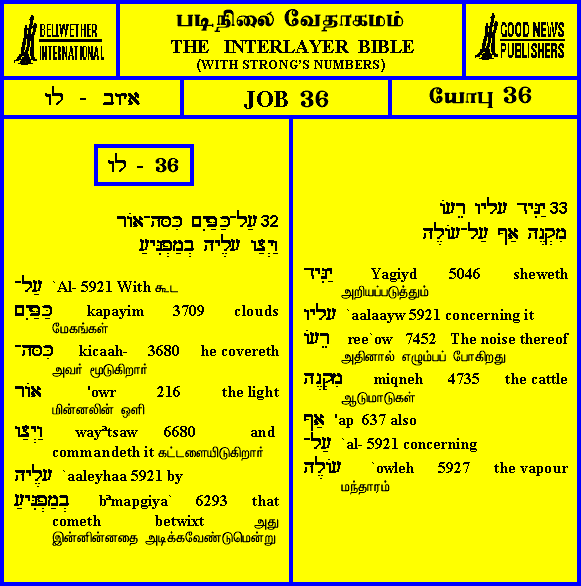 BELLWETHER INTERNATIONAL
படிநிலை வேதாகமம்
THE INTERLAYER BIBLE
(WITH STRONG'S NUMBERS)
GOOD NEWS PUBLISHERS
איוב - לו
JOB 36
யோபு 36
לו - 36
32 עַל־כַּפַּיִם כִּסָּה־אוֹר
וַיְצַו עָלֶיהָ בְמַפְגִּיעַ
עַל־ `Al- 5921 With கூட
כַּפַּיִם kapayim 3709 clouds
மேகங்கள்
כִּסָּה־ kicaah- 3680 he covereth
அவர் மூடுகிறார்
אוֹר 'owr 216 the light
மின்னலின் ஒளி
וַיְצַו wayªtsaw 6680 and
commandeth it கட்டளையிடுகிறார்
עָלֶיהָ `aaleyhaa 5921 by
בְמַפְגִּיעַ bªmapgiya` 6293 that
cometh betwixt அது
இன்னின்னதை அடிக்கவேண்டுமென்று
33 יַגִּיד עָלָיו רֵעוֹ
מִקְנֶה אַף עַל־עוֹלֶה
יַגִּיד Yagiyd 5046 sheweth
அறியப்படுத்தும்
עָלָיו `aalaayw 5921 concerning it
רֵעוֹ ree`ow 7452 The noise thereof
அதினால் எழும்பப் போகிறது
מִקְנֶה miqneh 4735 the cattle
ஆடுமாடுகள்
אַף 'ap 637 also
עַל־ `al- 5921 concerning
עוֹלֶה `owleh 5927 the vapour
மந்தாரம்